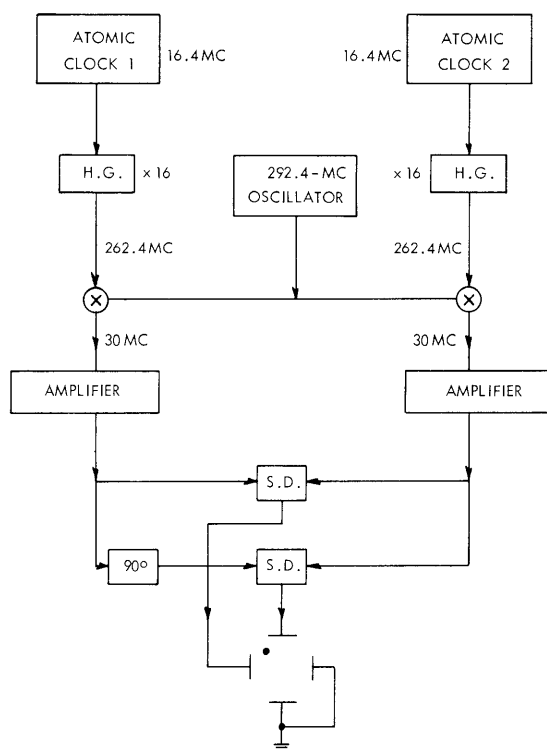 ATOMIC
CLOCK 1
16.4MC
16.4MC
ATOMIC
CLOCK 2
H.G.
× 16
292.4-MC
OSCILLATOR
× 16
H.G.
262.4MC
262.4MC
30MC
30MC
AMPLIFIER
AMPLIFIER
S.D.
90°
S.D.